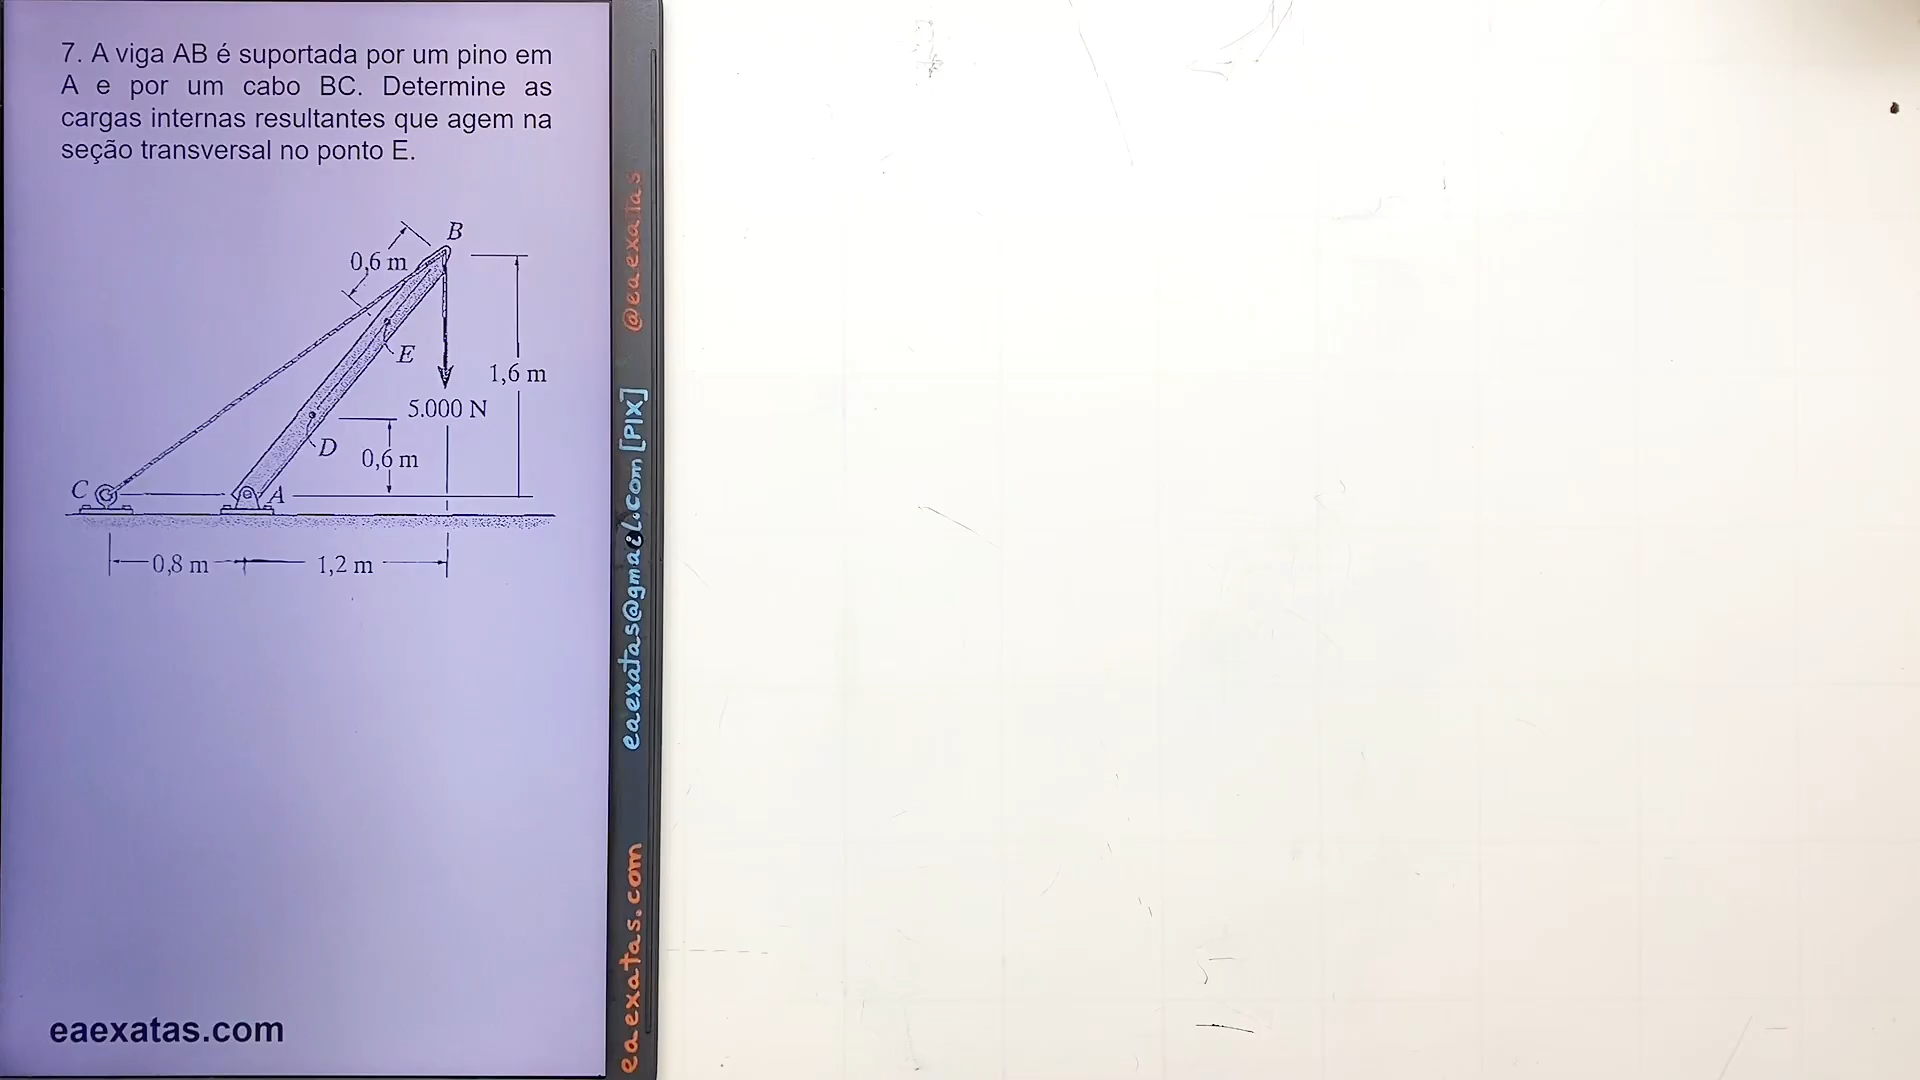 7. A viga AB é suportada por um pino em
A e por um cabo BC. Determine as
cargas internas resultantes que agem na
seção transversal no ponto E.
B
0,6 m
E
1,6 m
5.000 N
D
0,6 m
C
A
0,8 m
1,2 m
eaexatas.com
@eaexatas
eaexatas@gmail.com [PIX]
eaexatas.com